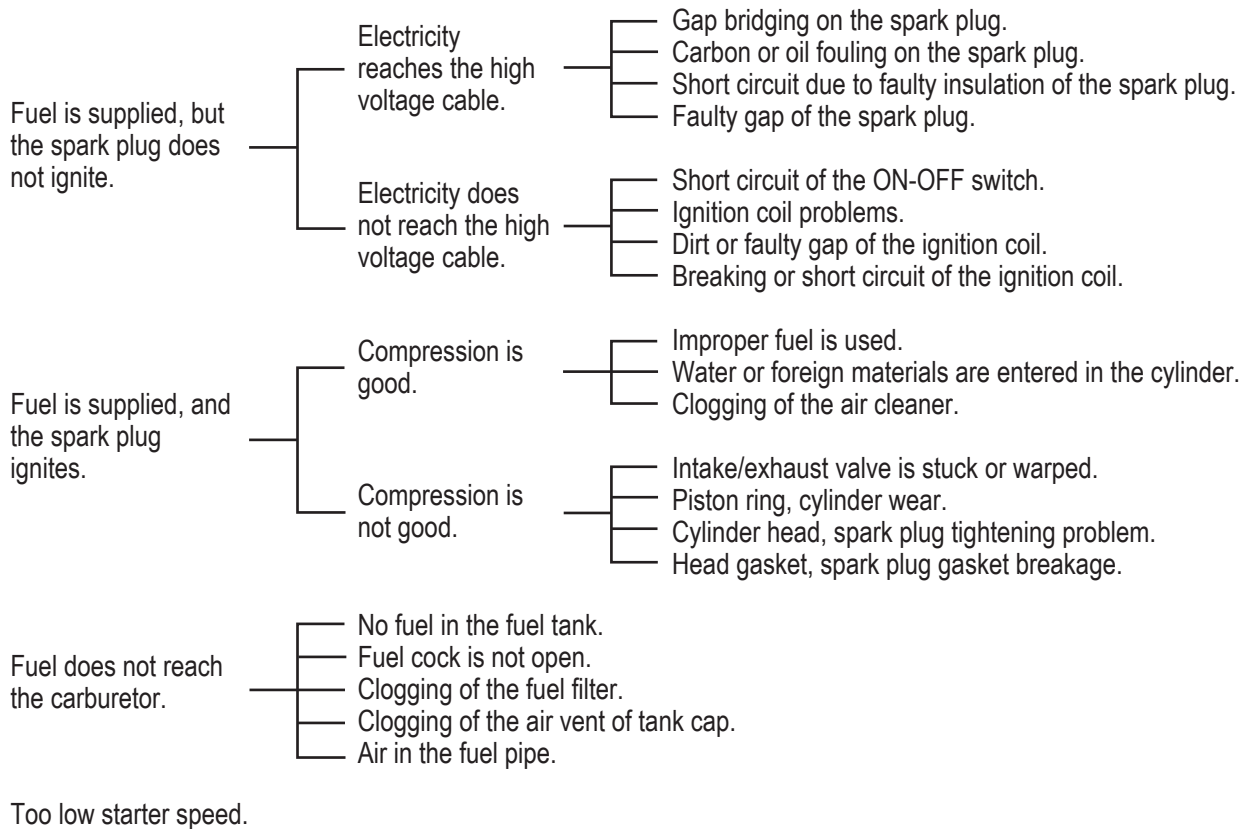 Fuel is supplied, but
the spark plug does
not ignite.
Electricity
reaches the high
voltage cable.
Gap bridging on the spark plug.
Carbon or oil fouling on the spark plug.
Short circuit due to faulty insulation of the spark plug.
Faulty gap of the spark plug.
Electricity does
not reach the high
voltage cable.
Short circuit of the ON-OFF switch.
Ignition coil problems.
Dirt or faulty gap of the ignition coil.
Breaking or short circuit of the ignition coil.
Fuel is supplied, and
the spark plug
ignites.
Compression is
good.
Improper fuel is used.
Water or foreign materials are entered in the cylinder.
Clogging of the air cleaner.
Compression is
not good.
Intake/exhaust valve is stuck or warped.
Piston ring, cylinder wear.
Cylinder head, spark plug tightening problem.
Head gasket, spark plug gasket breakage.
Fuel does not reach
the carburetor.
No fuel in the fuel tank.
Fuel cock is not open.
Clogging of the fuel filter.
Clogging of the air vent of tank cap.
Air in the fuel pipe.
Too low starter speed.